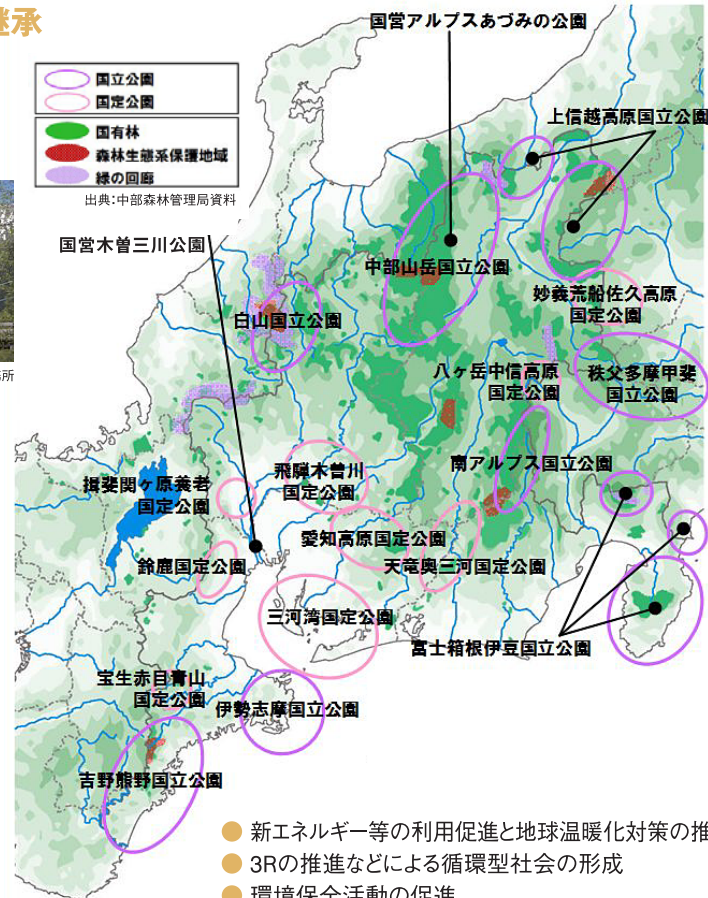 継承
国営アルプスあづみの公園
国立公園
国定公園
国有林
森林生態系保護地域
緑の回廊
出典:中部森林管理局資料
上信越高原国立公園
国営木曽三川公園
中部山岳国立公園
妙義荒船佐久高原
国定公園
白山国立公園
八ヶ岳中信高原
国定公園
秩父多摩甲斐
国立公園
務所
南アルプス国立公園
飛騨木曽川
国定公園
揖斐関ヶ原養老
国定公園
愛知高原国定公園
鈴鹿国定公園
天竜奥三河国定公園
三河湾国定公園
富士箱根伊豆国立公園
宝生赤目青山
国定公園
伊勢志摩国立公園
吉野熊野国立公園
● 新エネルギー等の利用促進と地球温暖化対策の推
● 3Rの推進などによる循環型社会の形成
● 環境保全活動の促進